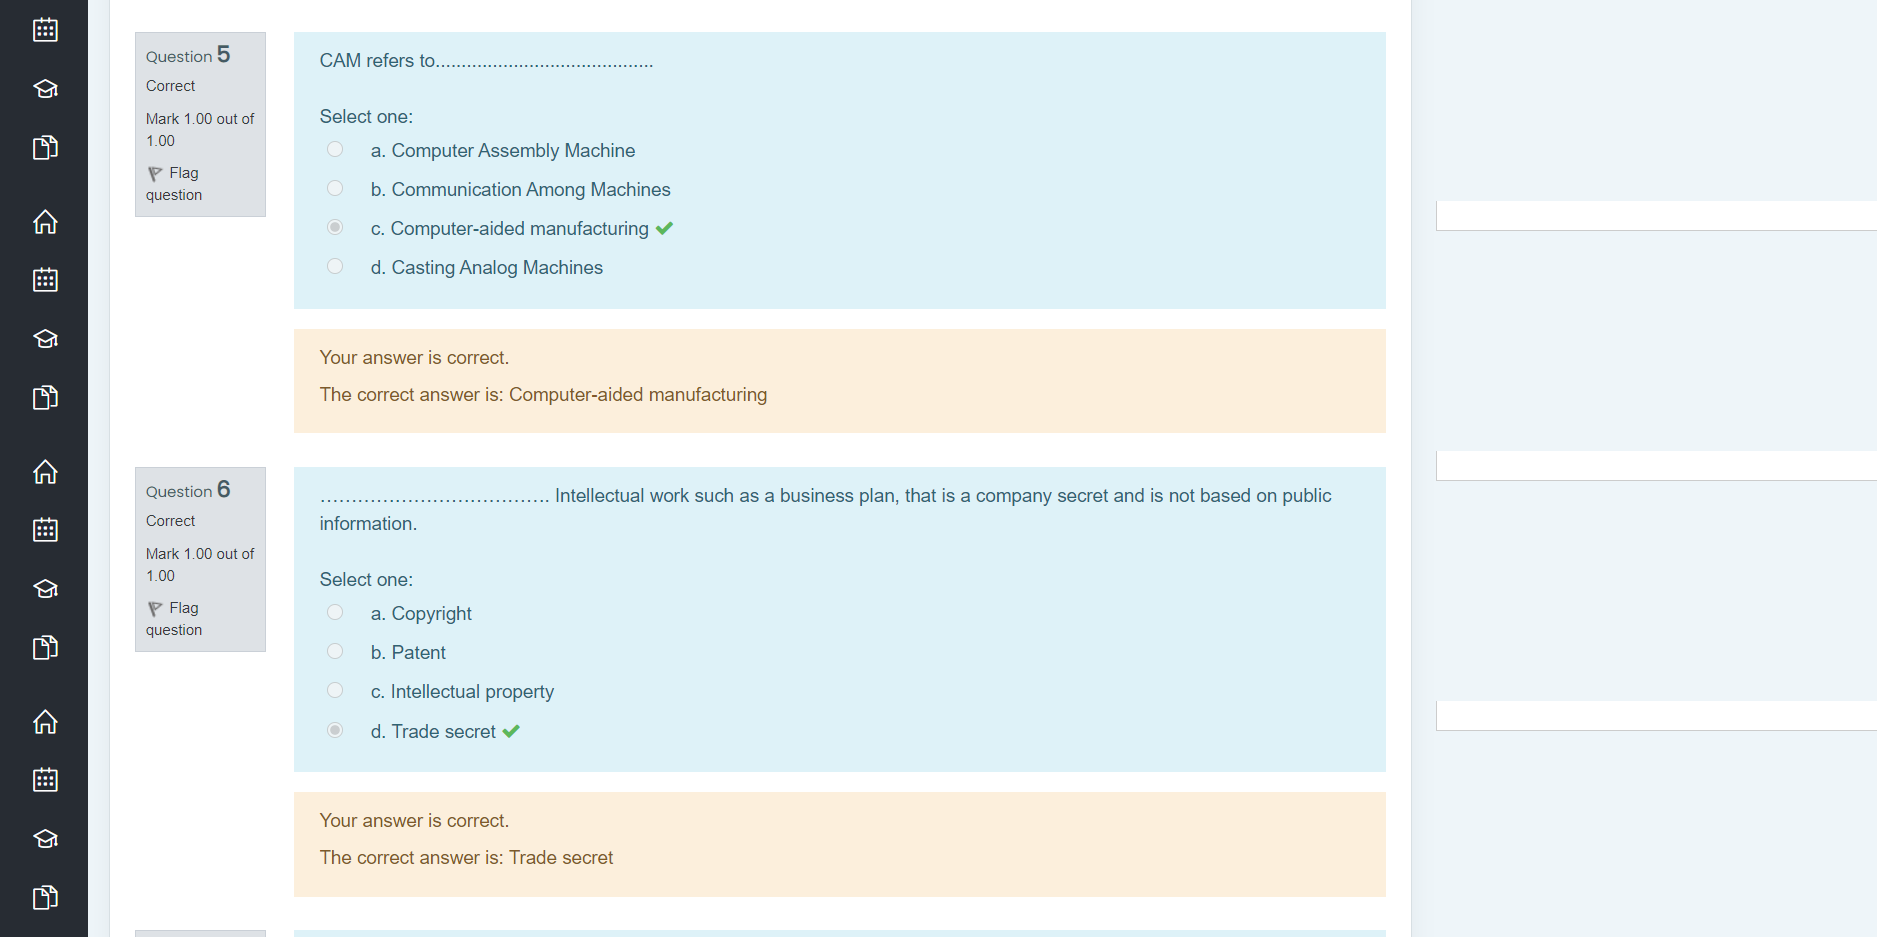 Question 5
Correct
Mark 1.00 out of
1.00
Flag
question
CAM refers to..........................................
Select one:
a. Computer Assembly Machine
b. Communication Among Machines
c. Computer-aided manufacturing
d. Casting Analog Machines
Your answer is correct.
The correct answer is: Computer-aided manufacturing
Question 6
Correct
Mark 1.00 out of
1.00
Flag
question
…………………………….… Intellectual work such as a business plan, that is a company secret and is not based on public
information.
Select one:
a. Copyright
b. Patent
c. Intellectual property
d. Trade secret
Your answer is correct.
The correct answer is: Trade secret